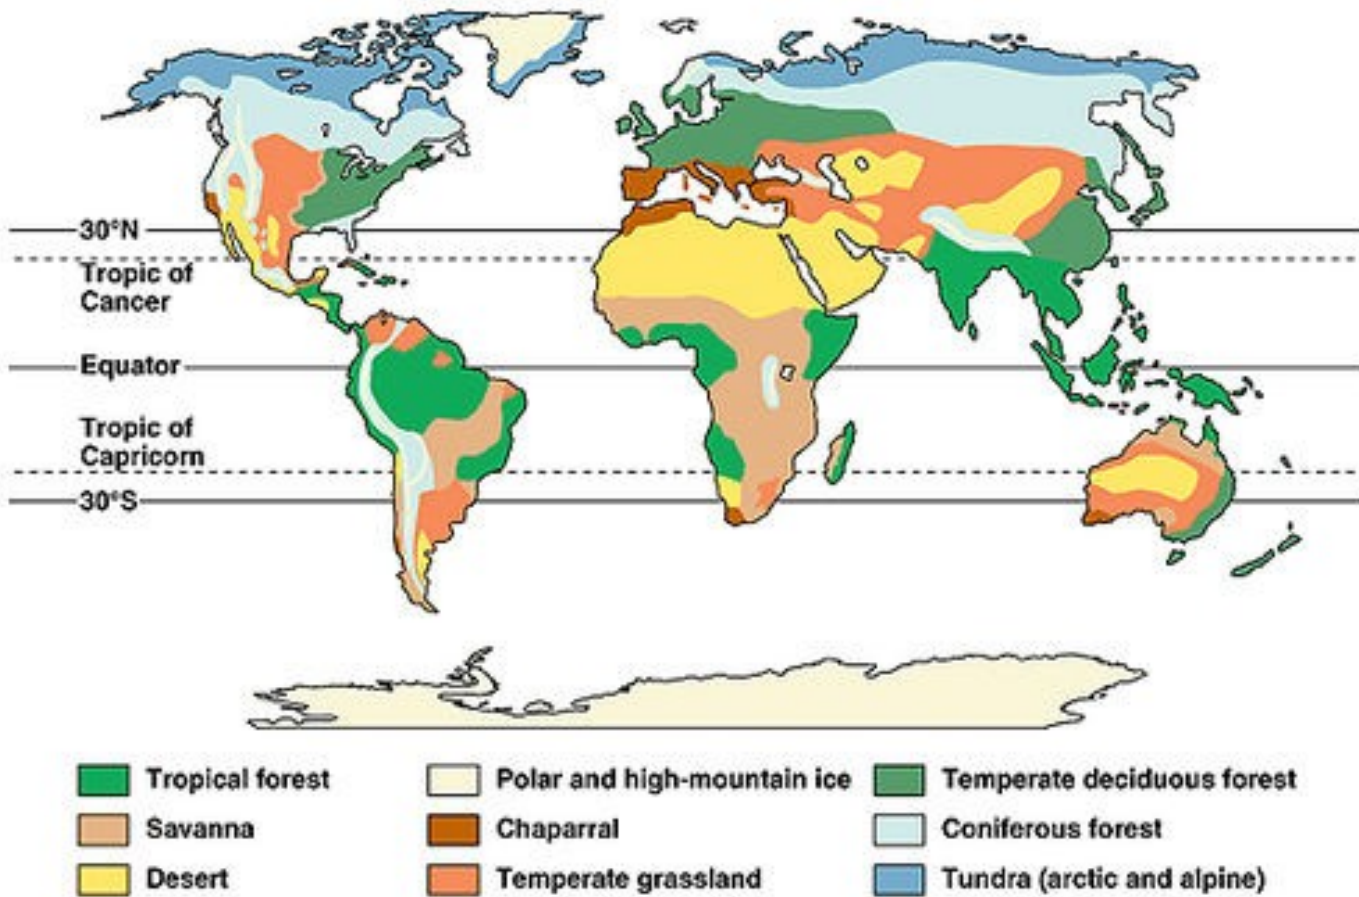 30°N
Tropic of
Cancer
Equator
Tropic of
Capricorn
30°S
Tropical forest
Polar and high-mountain ice
Temperate deciduous forest
Savanna
Chaparral
Coniferous forest
Desert
Temperate grassland
Tundra (arctic and alpine)